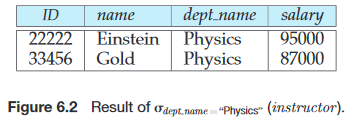 ID name dept_name salary
22222 Einstein Physics 95000
33456 Gold Physics 87000
Figure 6.2 Result of σdept_name = "Physics" (instructor).